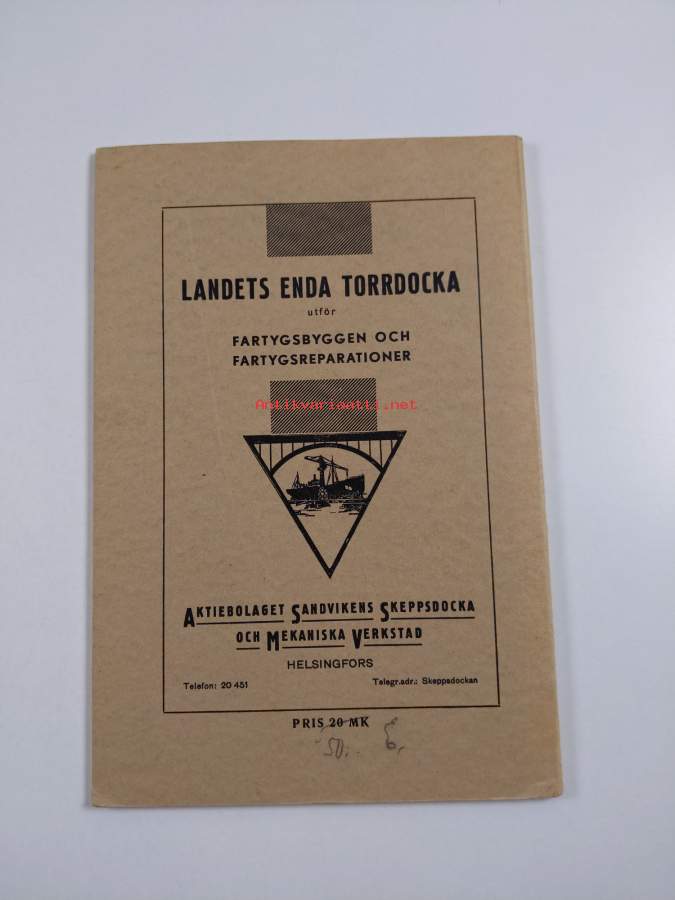 LANDETS ENDA TORRDOCKA
utför
FARTYGSBYGGEN OCH
FARTYGSREPARATIONER
Antikvariaatti.net
AKTIEBOLAGET SANDVIKENS SKEPPSDOCKA
OCH MEKANISKA VERKSTAD
HELSINGFORS
Telefon: 20 451 Telegr.adr.: Skeppsdockan
PRIS 20 MK
50:-